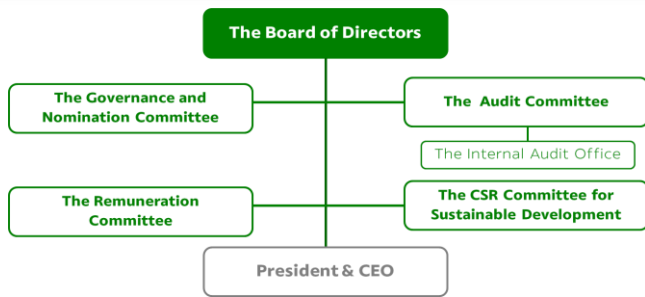 The Board of Directors
The Governance and
Nomination Committee
The Audit Committee
The Internal Audit Office
The Remuneration
Committee
The CSR Committee for
Sustainable Development
President & CEO